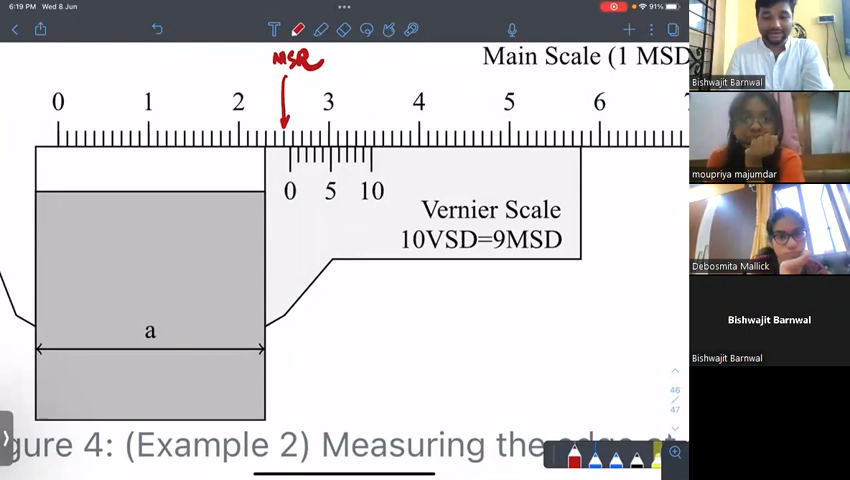 6:19 PM Wed 8 Jun
91%
MSR
Main Scale (1 MSD
0 1 2 3 4 5 6
0 5 10
Vernier Scale
10VSD=9MSD
a
gure 4: (Example 2) Measuring the edge
46
/
47
Bishwajit Barnwal
moupriya majumdar
Debosmita Mallick
Bishwajit Barnwal
Bishwajit Barnwal